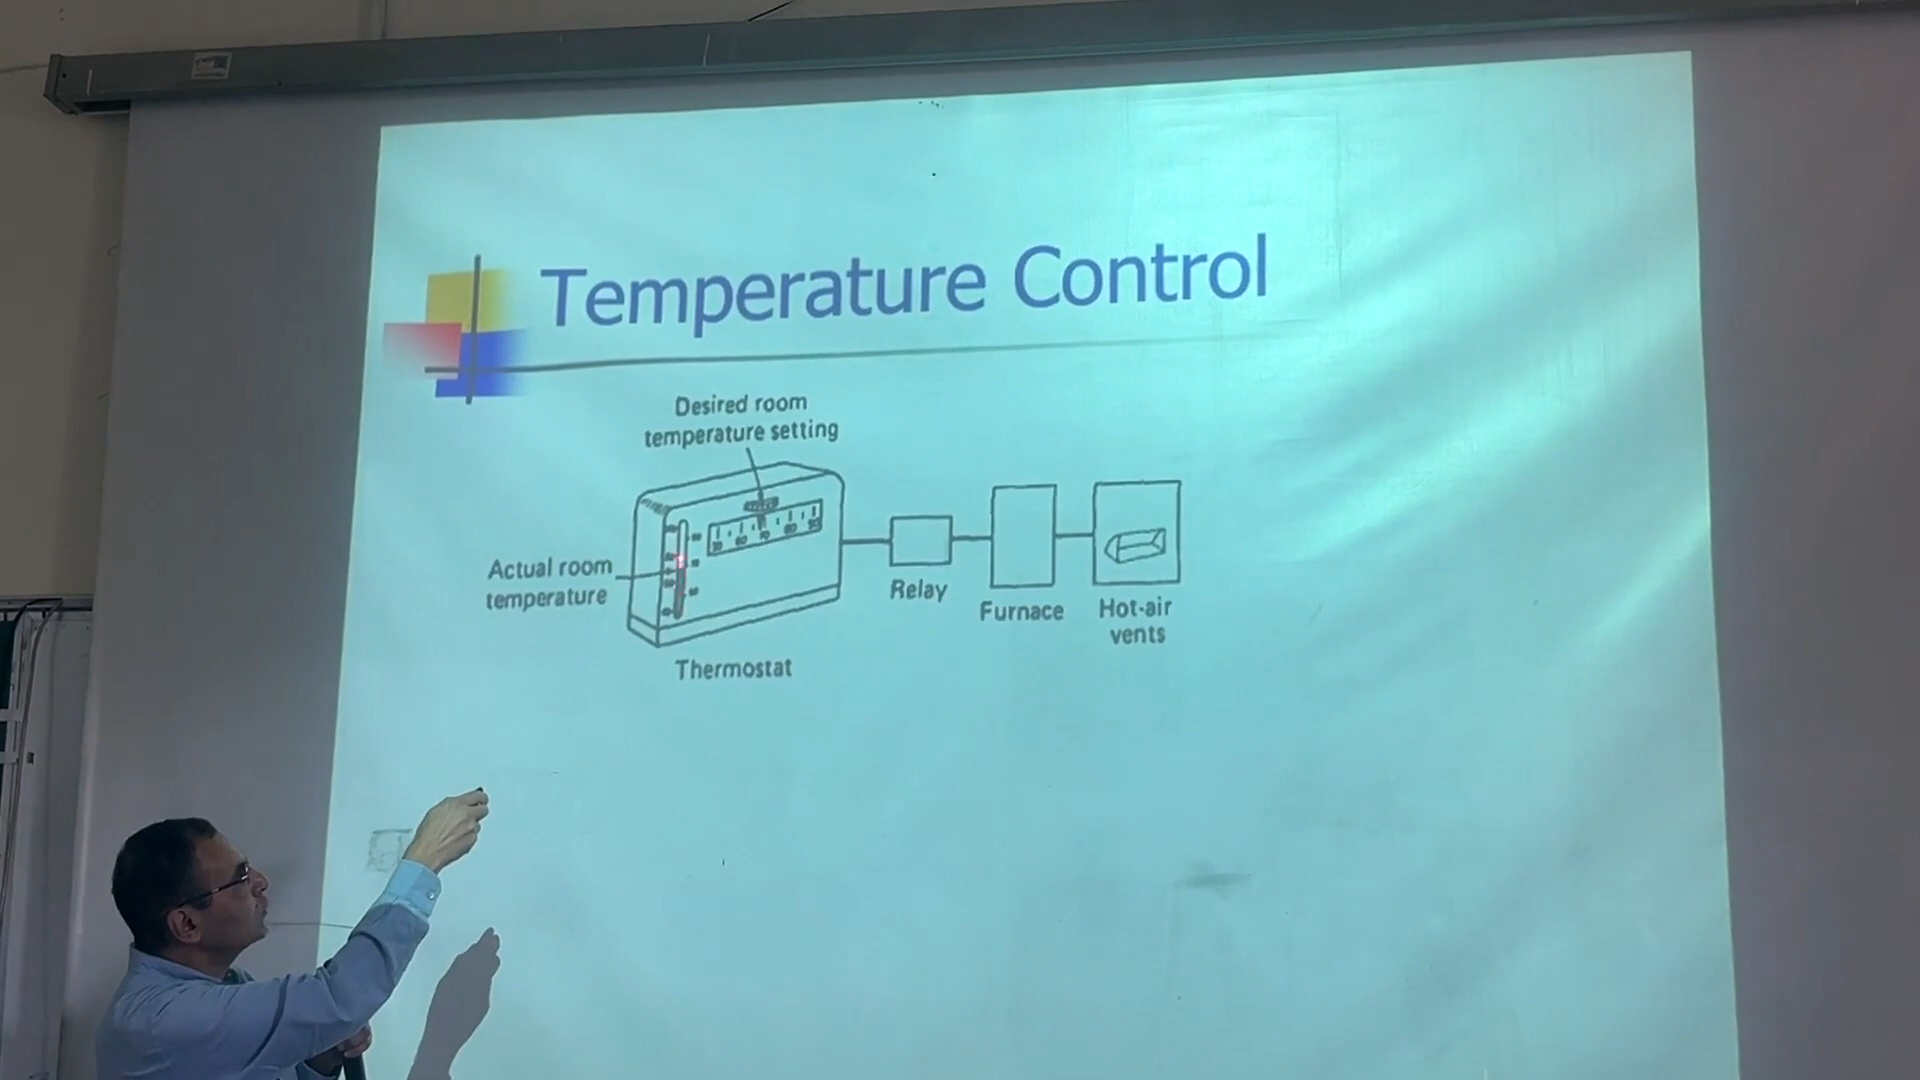 Temperature Control
Desired room
temperature setting
Actual room
temperature
Thermostat
Relay
Furnace
Hot-air
vents